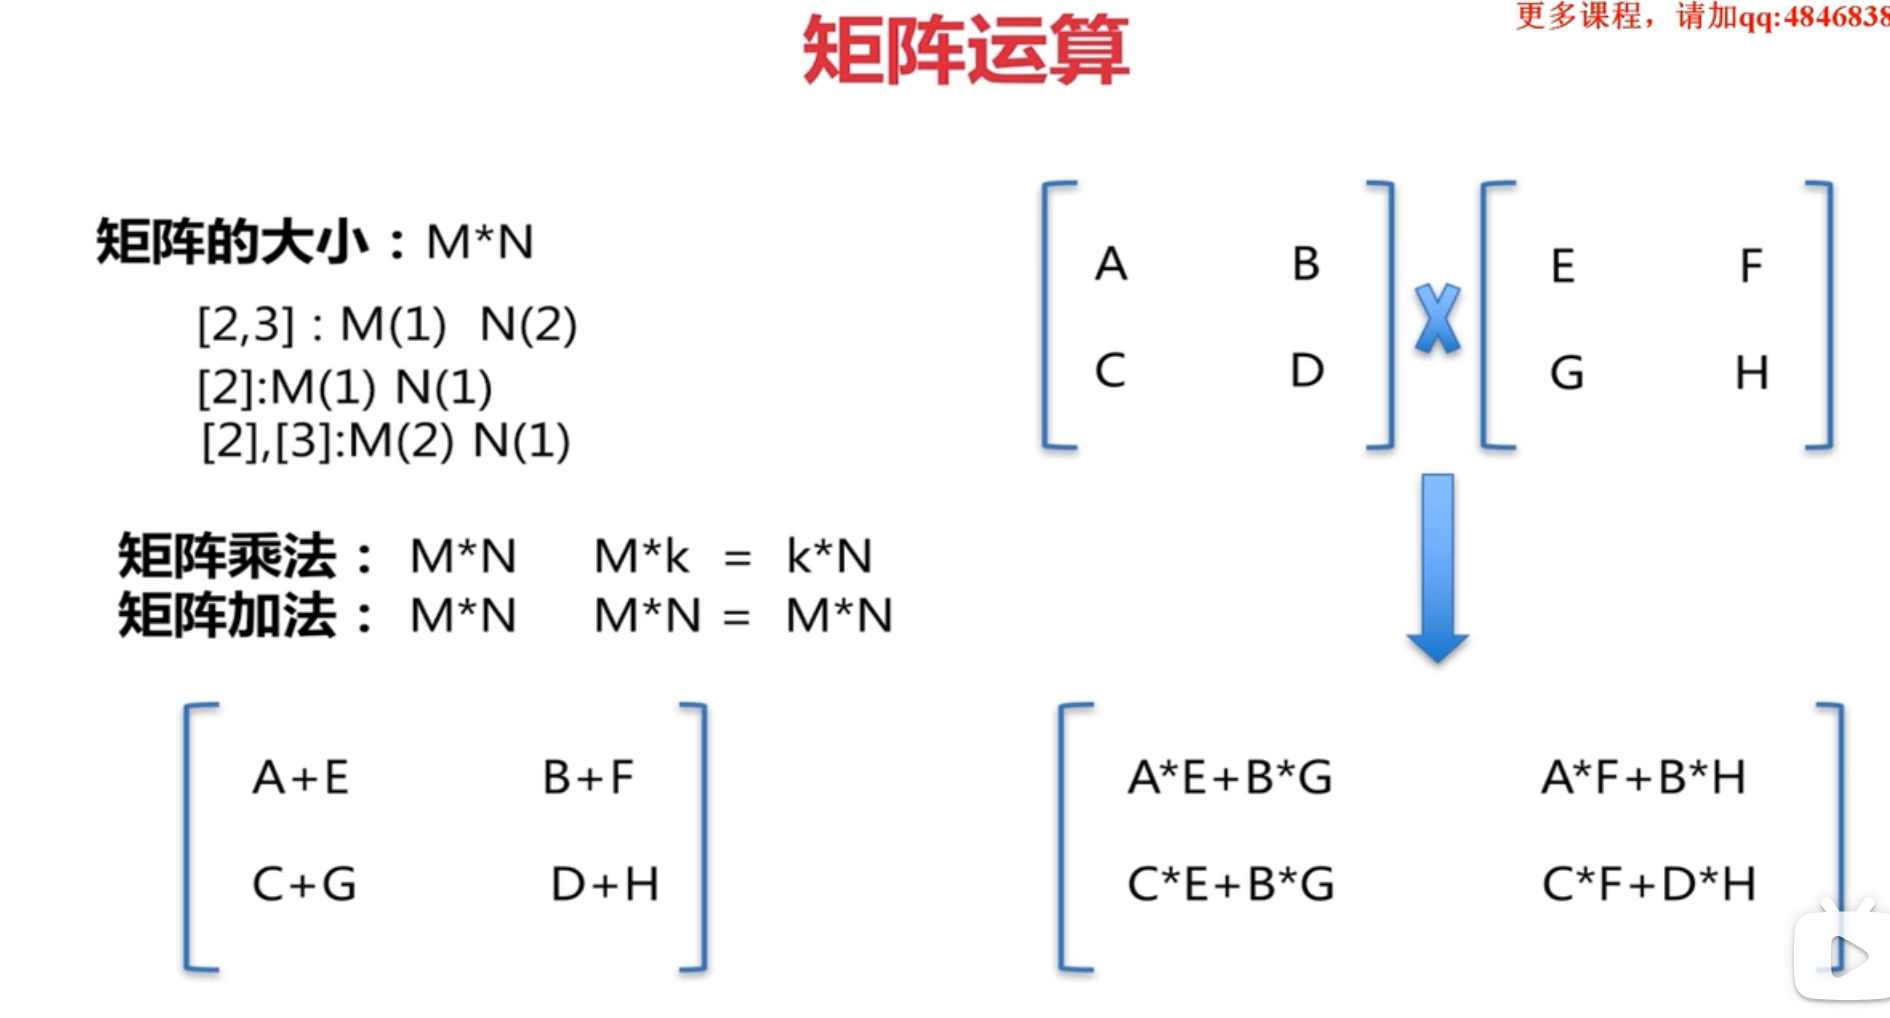 更多课程，请加qq:4846838
矩阵运算
矩阵的大小：M*N
[2,3] : M(1) N(2)
[2]:M(1) N(1)
[2],[3]:M(2) N(1)
矩阵乘法： M*N M*k = k*N
矩阵加法： M*N M*N = M*N
A B
C D
X
E F
G H
A+E B+F
C+G D+H
A*E+B*G A*F+B*H
C*E+B*G C*F+D*H